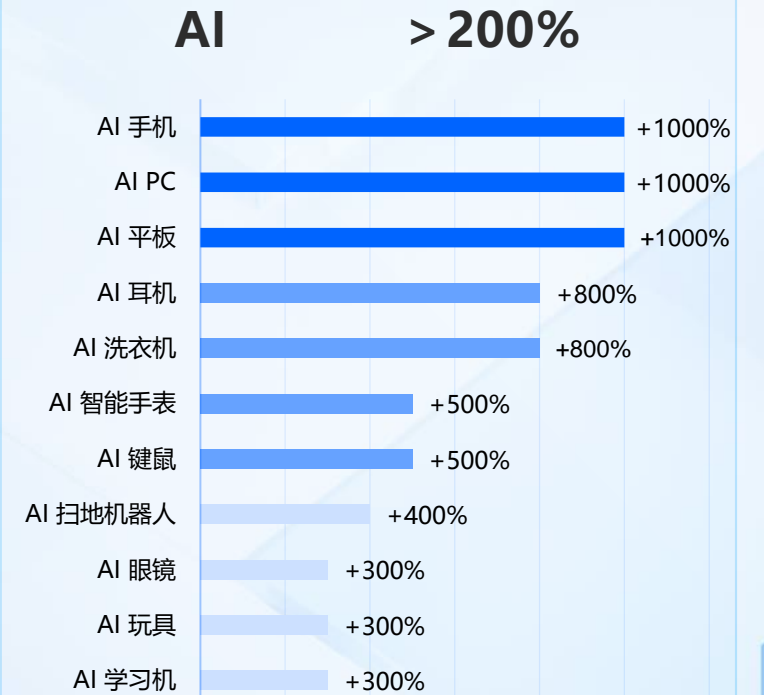 AI > 200%
AI 手机 +1000%
AI PC +1000%
AI 平板 +1000%
AI 耳机 +800%
AI 洗衣机 +800%
AI 智能手表 +500%
AI 键鼠 +500%
AI 扫地机器人 +400%
AI 眼镜 +300%
AI 玩具 +300%
AI 学习机 +300%